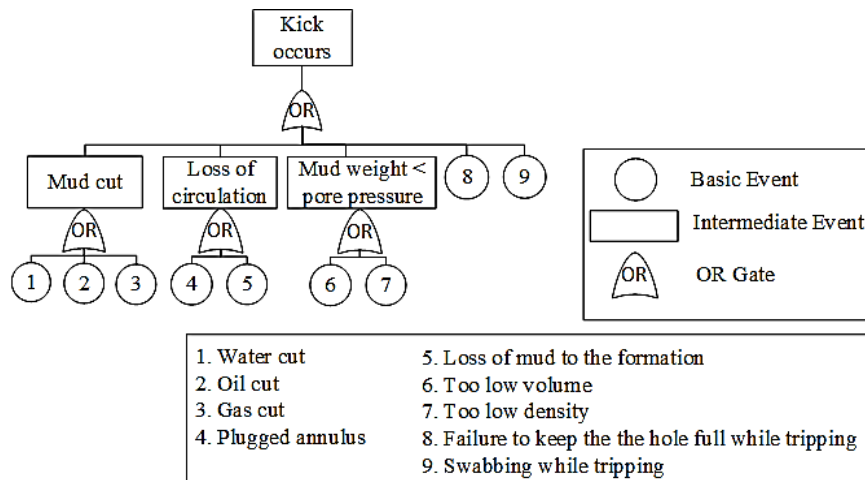 Kick
occurs
OR
Mud cut
Loss of
circulation
Mud weight <
pore pressure
8
9
OR
OR
OR
1
2
3
4
5
6
7
Basic Event
Intermediate Event
OR
OR Gate
1. Water cut
2. Oil cut
3. Gas cut
4. Plugged annulus
5. Loss of mud to the formation
6. Too low volume
7. Too low density
8. Failure to keep the the hole full while tripping
9. Swabbing while tripping